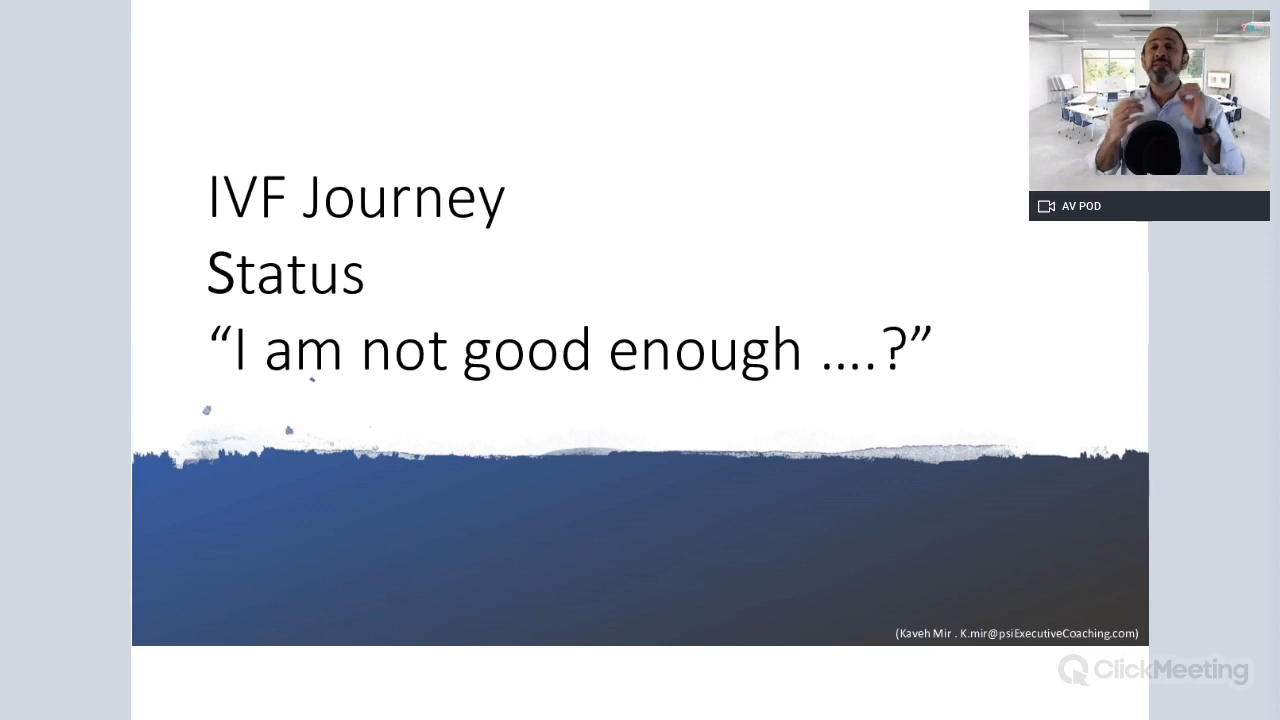 IVF Journey
Status
“I am not good enough ....?”
AV POD
(Kaveh Mir . K.mir@psiExecutiveCoaching.com)
ClickMeeting